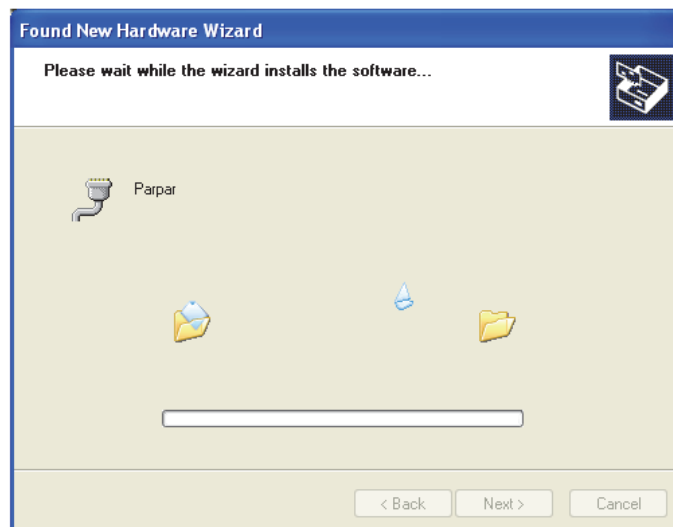 Found New Hardware Wizard
Please wait while the wizard installs the software...
Parpar
< Back
Next >
Cancel